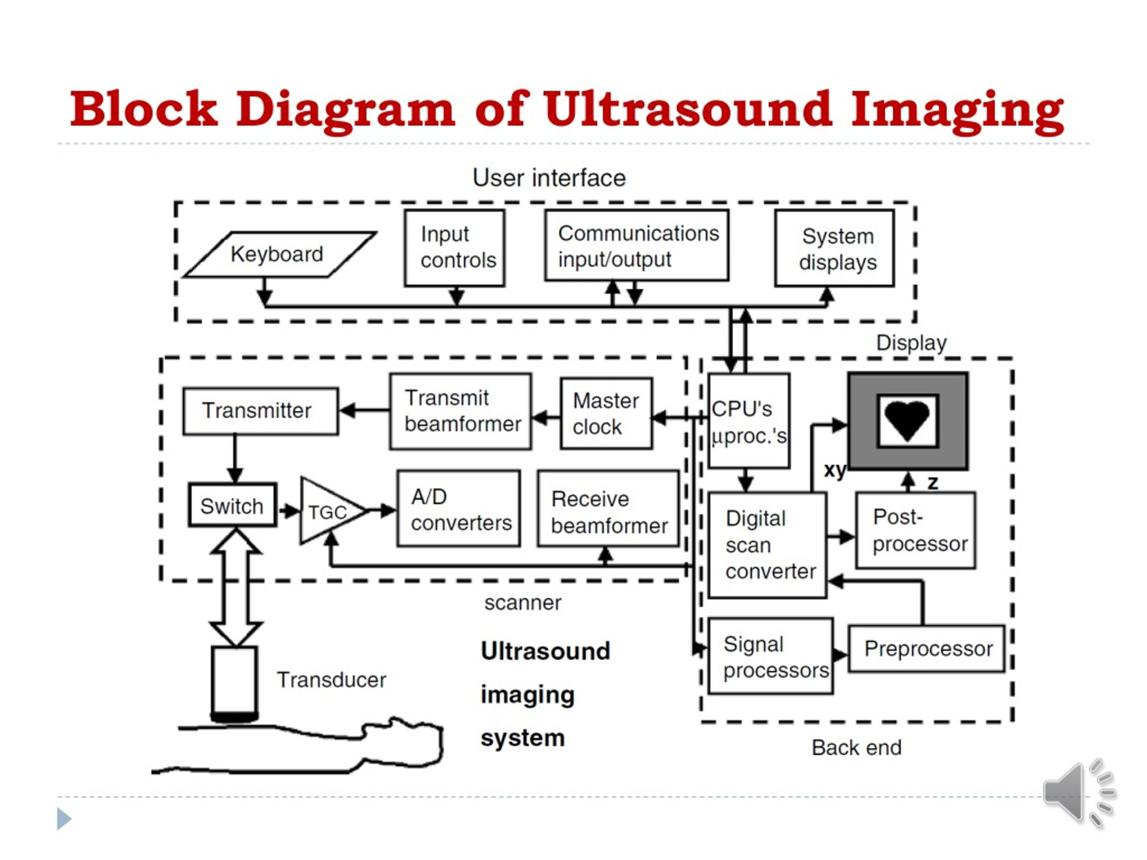 Block Diagram of Ultrasound Imaging
User interface
Keyboard
Input
controls
Communications
input/output
System
displays
Display
Transmitter
Transmit
beamformer
Master
clock
CPU's
μproc.'s
xy
z
Switch
TGC
A/D
converters
Receive
beamformer
Digital
scan
converter
Post-
processor
scanner
Signal
processors
Preprocessor
Ultrasound
imaging
system
Transducer
Back end